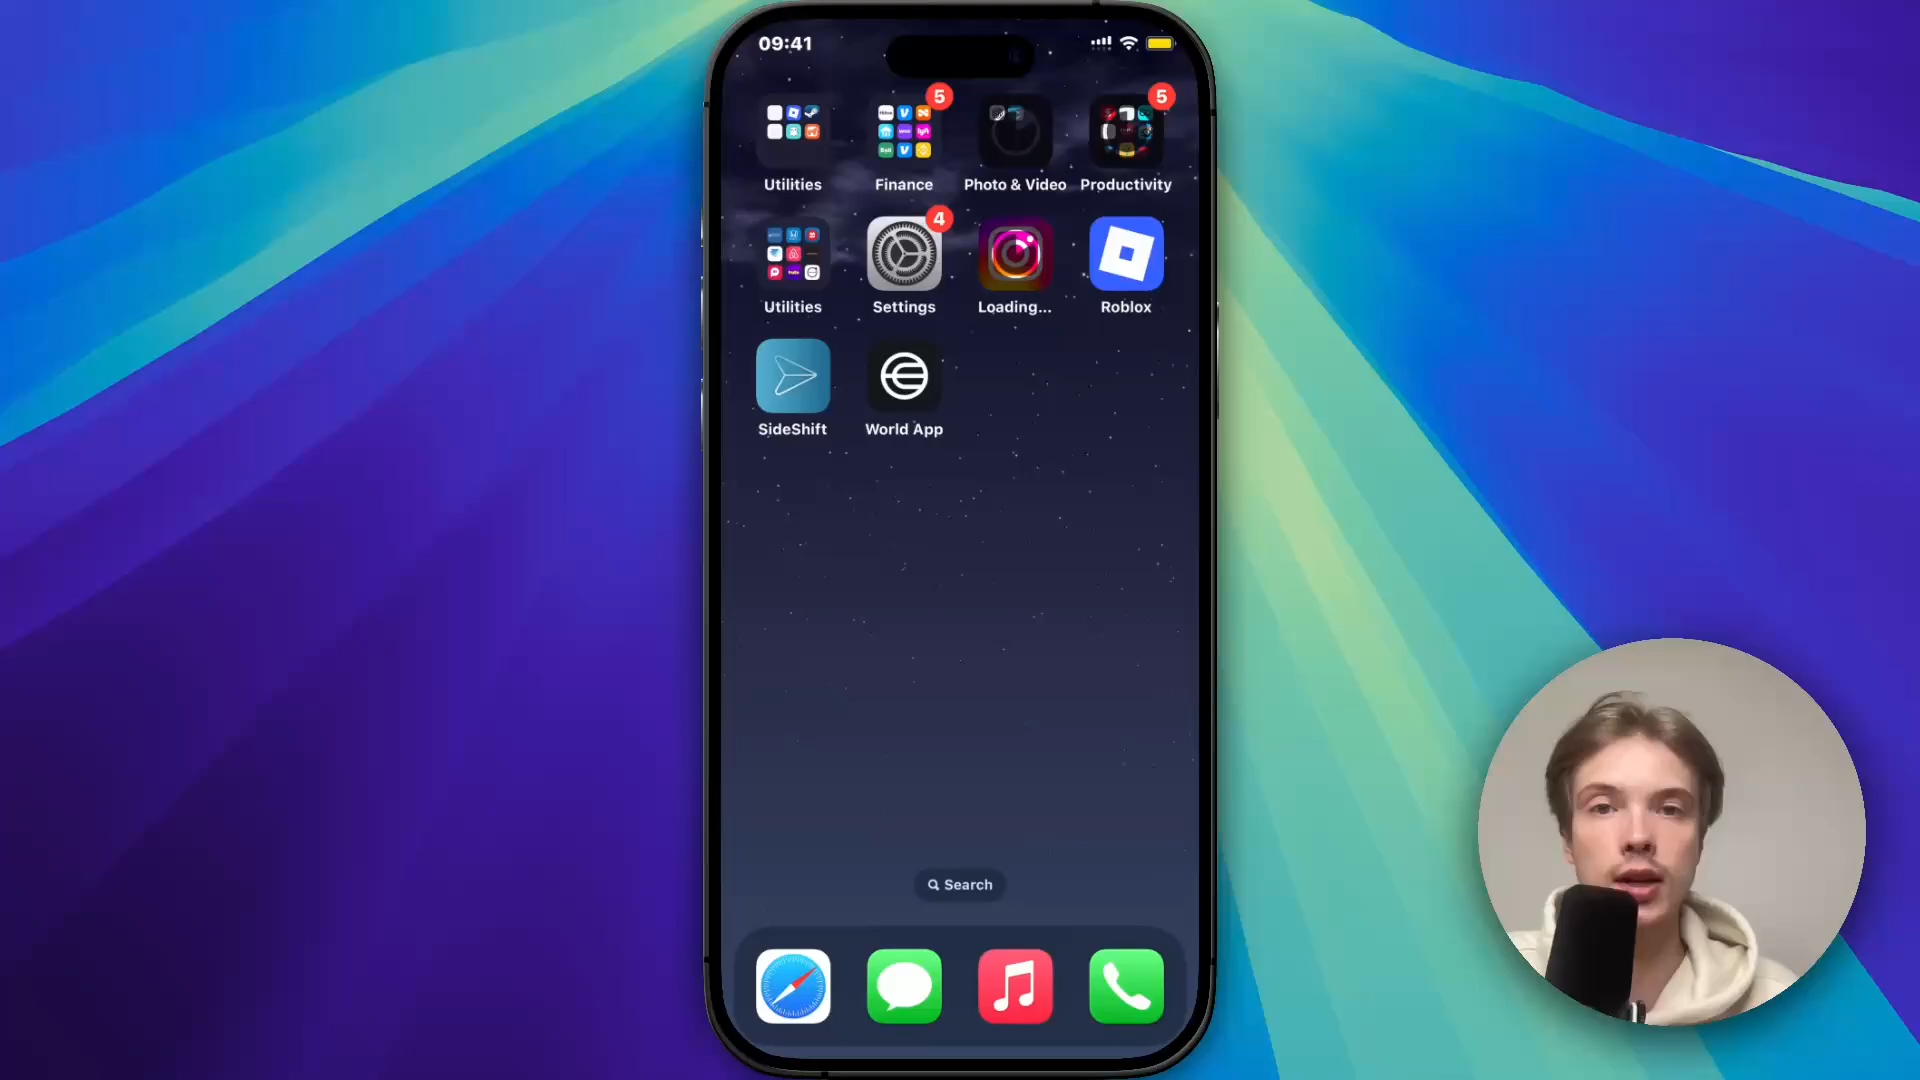 09:41
5
5
Utilities
Finance
Photo & Video
Productivity
4
Utilities
Settings
Loading...
Roblox
SideShift
World App
Search